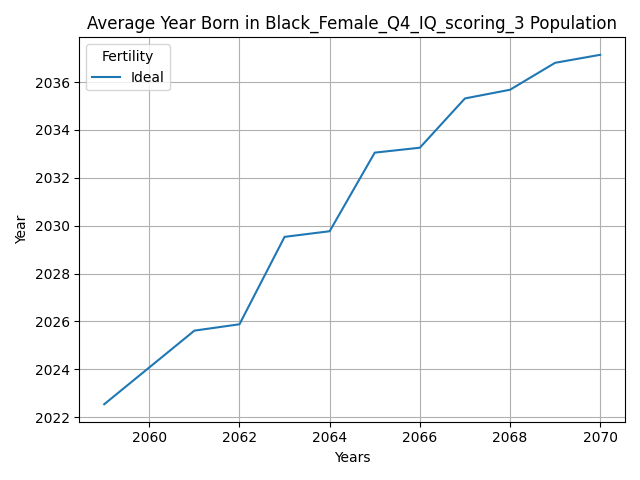 Average Year Born in Black_Female_Q4_IQ_scoring_3 Population
Fertility
Ideal
2036
2034
2032
2030
2028
2026
2024
2022
Year
2060 2062 2064 2066 2068 2070
Years